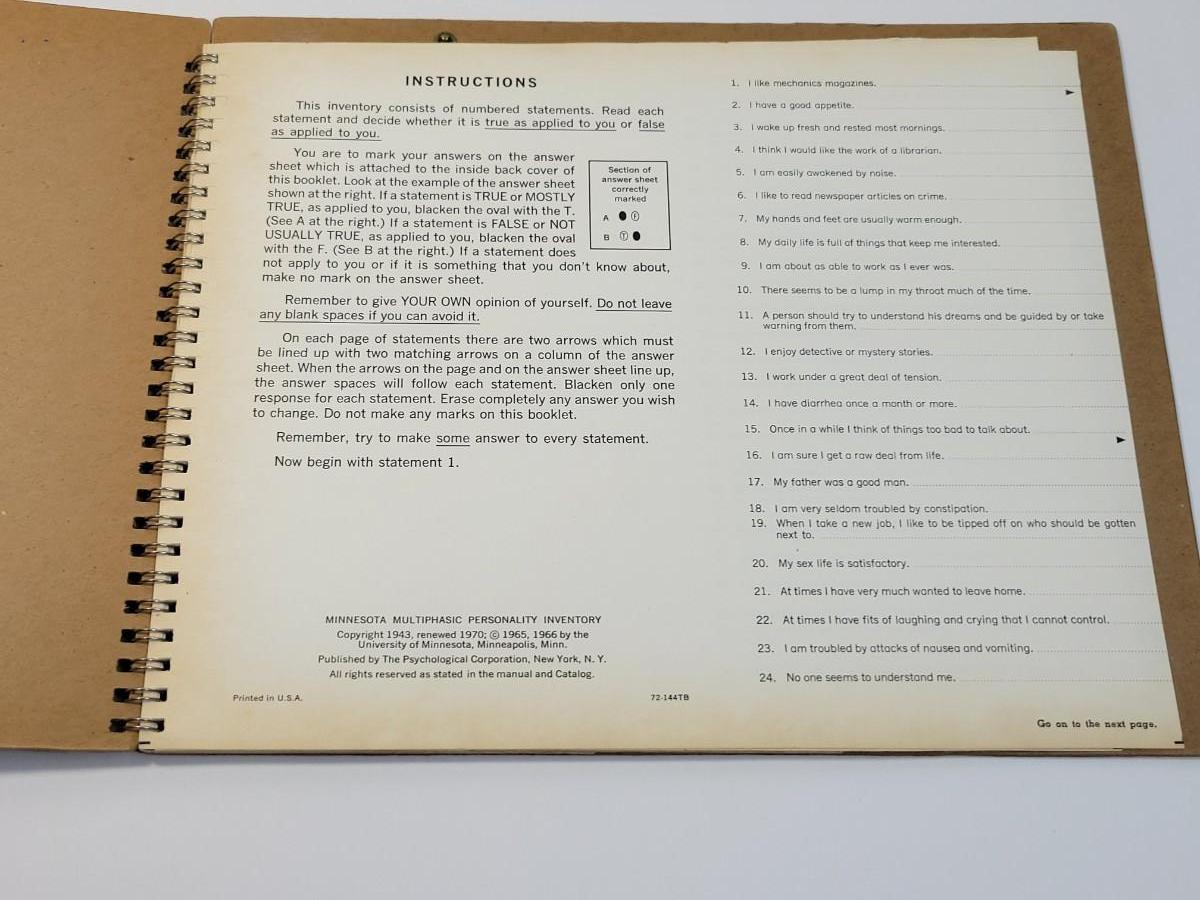 INSTRUCTIONS
This inventory consists of numbered statements. Read each
statement and decide whether it is true as applied to you or false
as applied to you.
You are to mark your answers on the answer
sheet which is attached to the inside back cover of
this booklet. Look at the example of the answer sheet
shown at the right. If a statement is TRUE or MOSTLY
TRUE, as applied to you, blacken the oval with the T.
(See A at the right.) If a statement is FALSE or NOT
USUALLY TRUE, as applied to you, blacken the oval
with the F. (See B at the right.) If a statement does
not apply to you or if it is something that you don't know about,
make no mark on the answer sheet.
Section of
answer sheet
correctly
marked
A F
B T
Remember to give YOUR OWN opinion of yourself. Do not leave
any blank spaces if you can avoid it.
On each page of statements there are two arrows which must
be lined up with two matching arrows on a column of the answer
sheet. When the arrows on the page and on the answer sheet line up,
the answer spaces will follow each statement. Blacken only one
response for each statement. Erase completely any answer you wish
to change. Do not make any marks on this booklet.
Remember, try to make some answer to every statement.
Now begin with statement 1.
MINNESOTA MULTIPHASIC PERSONALITY INVENTORY
Copyright 1943, renewed 1970; © 1965, 1966 by the
University of Minnesota, Minneapolis, Minn.
Published by The Psychological Corporation, New York, N. Y.
All rights reserved as stated in the manual and Catalog.
Printed in U.S.A. 72-144TB
1. I like mechanics magazines.
2. I have a good appetite.
3. I wake up fresh and rested most mornings.
4. I think I would like the work of a librarian.
5. I am easily awakened by noise.
6. I like to read newspaper articles on crime.
7. My hands and feet are usually warm enough.
8. My daily life is full of things that keep me interested.
9. I am about as able to work as I ever was.
10. There seems to be a lump in my throat much of the time.
11. A person should try to understand his dreams and be guided by or take
warning from them.
12. I enjoy detective or mystery stories.
13. I work under a great deal of tension.
14. I have diarrhea once a month or more.
15. Once in a while I think of things too bad to talk about.
16. I am sure I get a raw deal from life.
17. My father was a good man.
18. I am very seldom troubled by constipation.
19. When I take a new job, I like to be tipped off on who should be gotten
next to.
20. My sex life is satisfactory.
21. At times I have very much wanted to leave home.
22. At times I have fits of laughing and crying that I cannot control.
23. I am troubled by attacks of nausea and vomiting.
24. No one seems to understand me.
Go on to the next page.